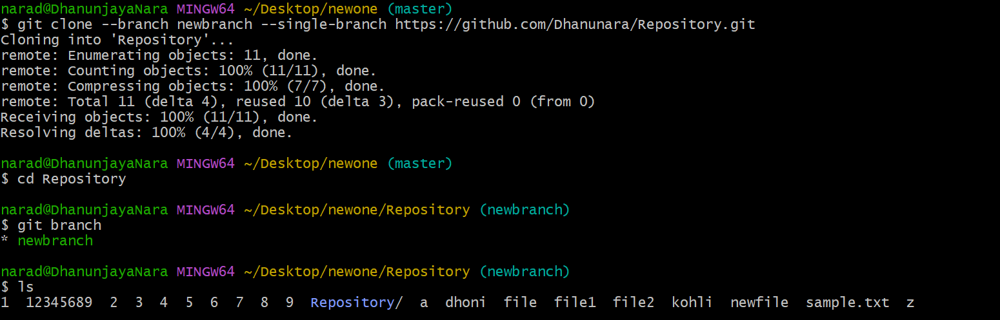 narad@DhanunjayaNara MINGW64 ~/Desktop/newone (master)
$ git clone --branch newbranch --single-branch https://github.com/Dhanunara/Repository.git
Cloning into 'Repository'...
remote: Enumerating objects: 11, done.
remote: Counting objects: 100% (11/11), done.
remote: Compressing objects: 100% (7/7), done.
remote: Total 11 (delta 4), reused 10 (delta 3), pack-reused 0 (from 0)
Receiving objects: 100% (11/11), done.
Resolving deltas: 100% (4/4), done.
narad@DhanunjayaNara MINGW64 ~/Desktop/newone (master)
$ cd Repository
narad@DhanunjayaNara MINGW64 ~/Desktop/newone/Repository (newbranch)
$ git branch
* newbranch
narad@DhanunjayaNara MINGW64 ~/Desktop/newone/Repository (newbranch)
$ ls
1  12345689  2  3  4  5  6  7  8  9  Repository/  a  dhoni  file  file1  file2  kohli  newfile  sample.txt  z